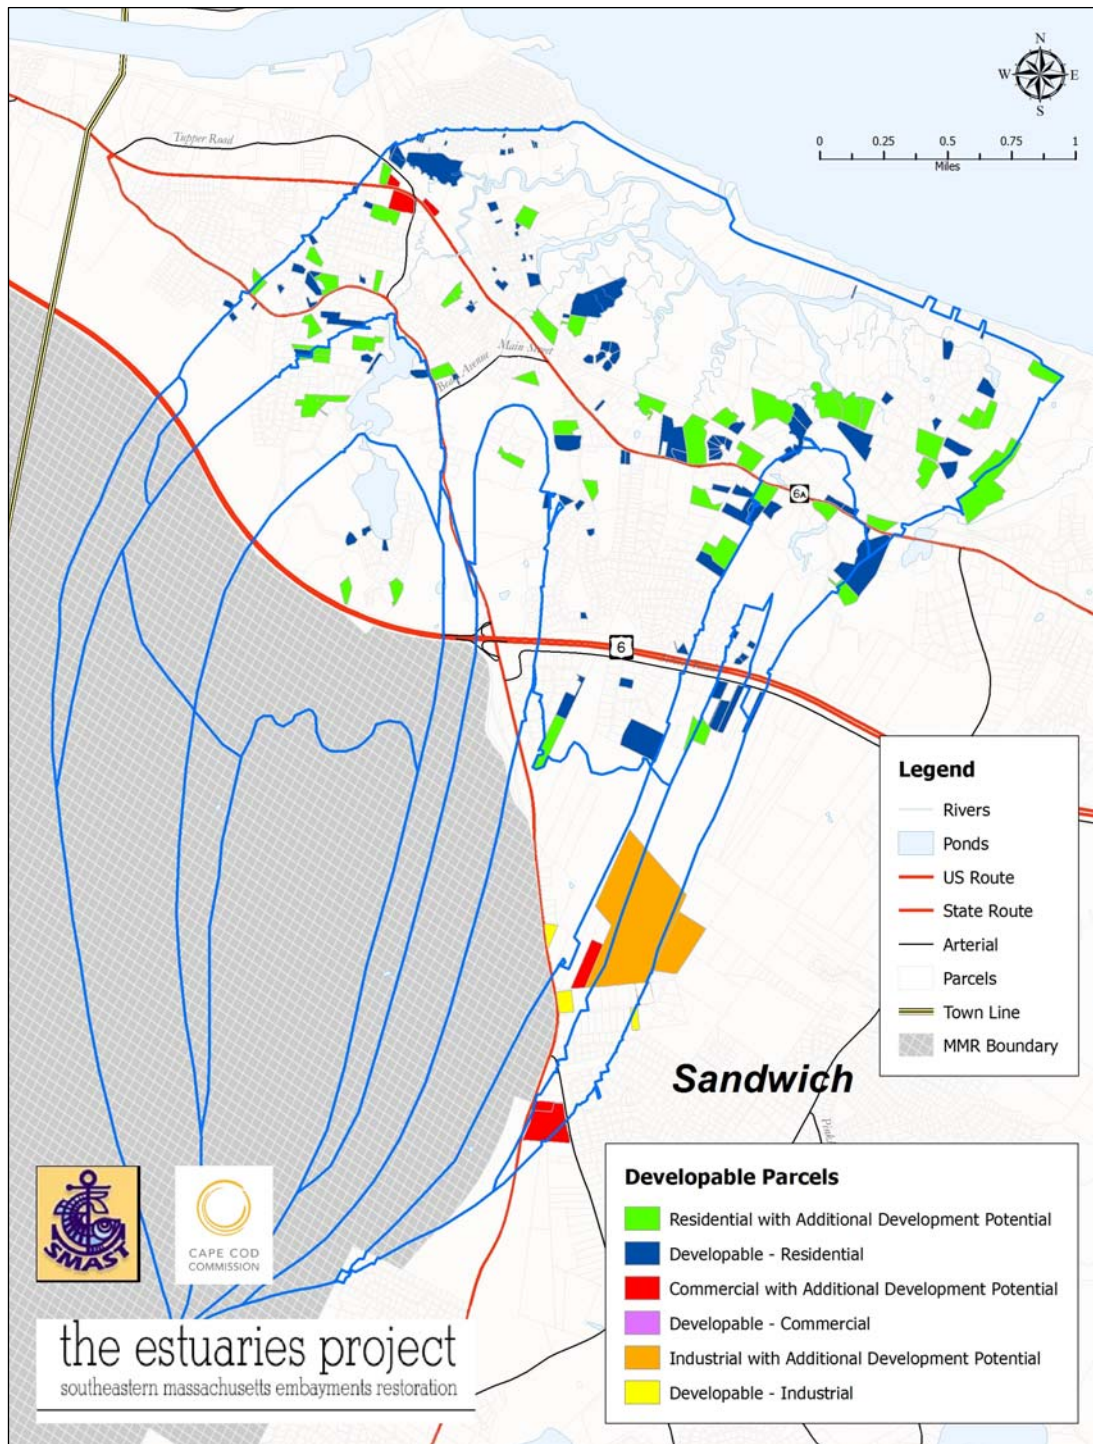 N
W E
S
0 0.25 0.5 0.75 1
Miles
Tupper Road
Main Street
Avenue
6A
6
Legend
Rivers
Ponds
US Route
State Route
Arterial
Parcels
Town Line
MMR Boundary
Sandwich
Developable Parcels
Residential with Additional Development Potential
Developable - Residential
Commercial with Additional Development Potential
Developable - Commercial
Industrial with Additional Development Potential
Developable - Industrial
SMAST
CAPE COD
COMMISSION
the estuaries project
southeastern massachusetts embayments restoration